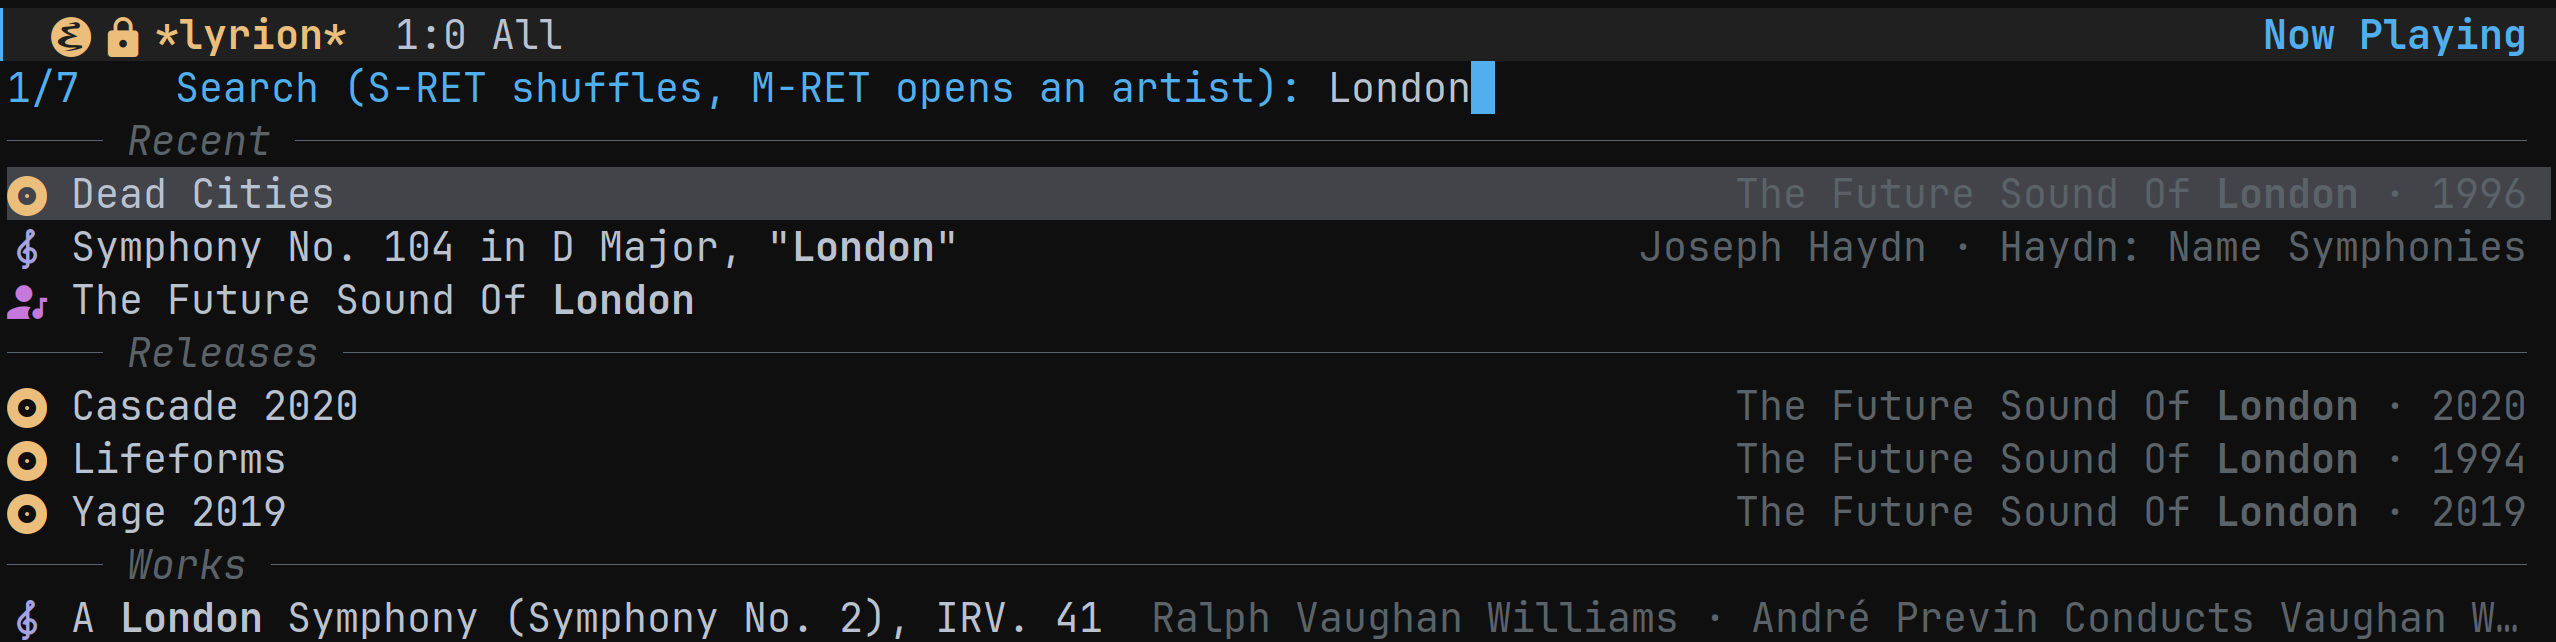 *lyrion* 1:0 All Now Playing
1/7 Search (S-RET shuffles, M-RET opens an artist): London
Recent
Dead Cities The Future Sound Of London · 1996
Symphony No. 104 in D Major, "London" Joseph Haydn · Haydn: Name Symphonies
The Future Sound Of London
Releases
Cascade 2020 The Future Sound Of London · 2020
Lifeforms The Future Sound Of London · 1994
Yage 2019 The Future Sound Of London · 2019
Works
A London Symphony (Symphony No. 2), IRV. 41 Ralph Vaughan Williams · André Previn Conducts Vaughan W…